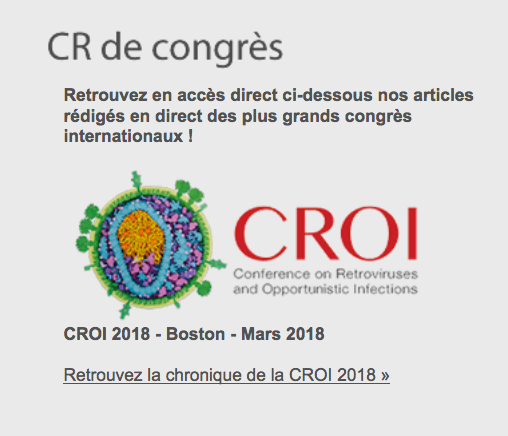 CR de congrès
Retrouvez en accès direct ci-dessous nos articles
rédigés en direct des plus grands congrès
internationaux !
CROI
Conference on Retroviruses
and Opportunistic Infections
CROI 2018 - Boston - Mars 2018
Retrouvez la chronique de la CROI 2018 »